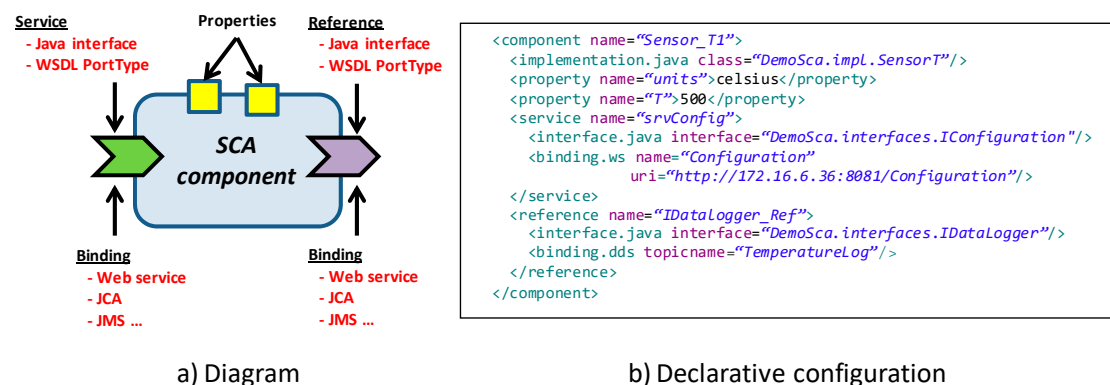 Service
- Java interface
- WSDL PortType
Properties
Reference
- Java interface
- WSDL PortType
SCA
component
Binding
- Web service
- JCA
- JMS ...
Binding
- Web service
- JCA
- JMS ...
a) Diagram
<component name=“Sensor_T1”>
<implementation.java class=“DemoSca.impl.SensorT”/>
<property name=“units”>celsius</property>
<property name=“T”>500</property>
<service name=“srvConfig”>
<interface.java interface=“DemoSca.interfaces.IConfiguration"/>
<binding.ws name=“Configuration”
uri=“http://172.16.6.36:8081/Configuration”/>
</service>
<reference name=“IDataLogger_Ref”>
<interface.java interface=“DemoSca.interfaces.IDataLogger”/>
<binding.dds topicname=“TemperatureLog”/>
</reference>
</component>
b) Declarative configuration